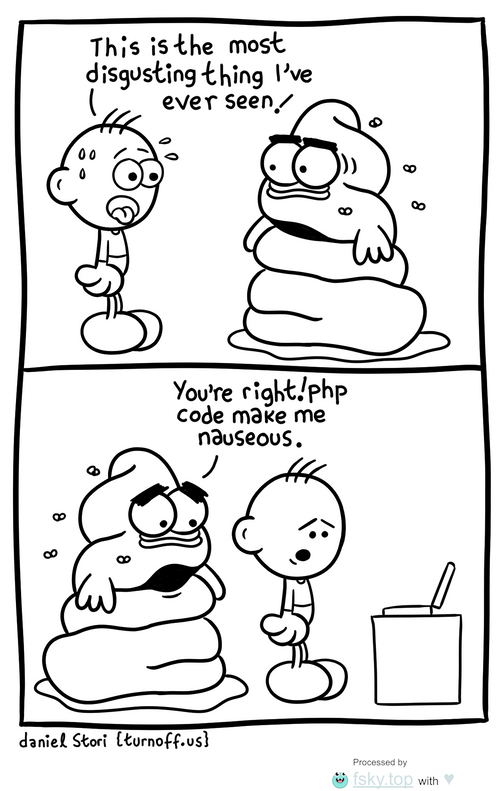 This is the most
disgusting thing I've
ever seen!
You're right! php
code make me
nauseous.
daniel stori {turnoff.us}
Processed by
fsky.top with ♥